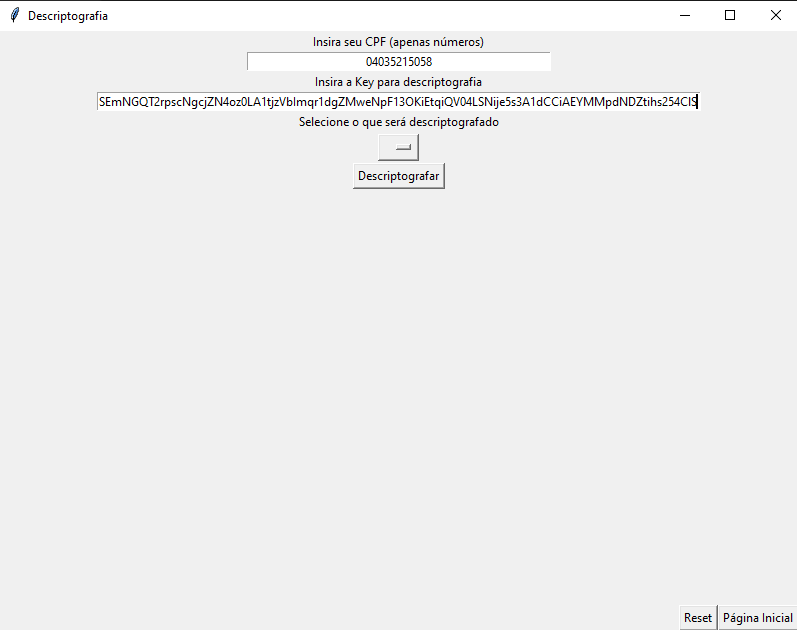 Descriptografia
Insira seu CPF (apenas números)
04035215058
Insira a Key para descriptografia
SEmNGQT2rpscNgcjZN4oz0LA1tjzVbImqr1dgZMweNpF13OKiEtqiQV04LSNije5s3A1dCCiAEYMMpdNDZtihs254ClS
Selecione o que será descriptografado
Descriptografar
Reset
Página Inicial